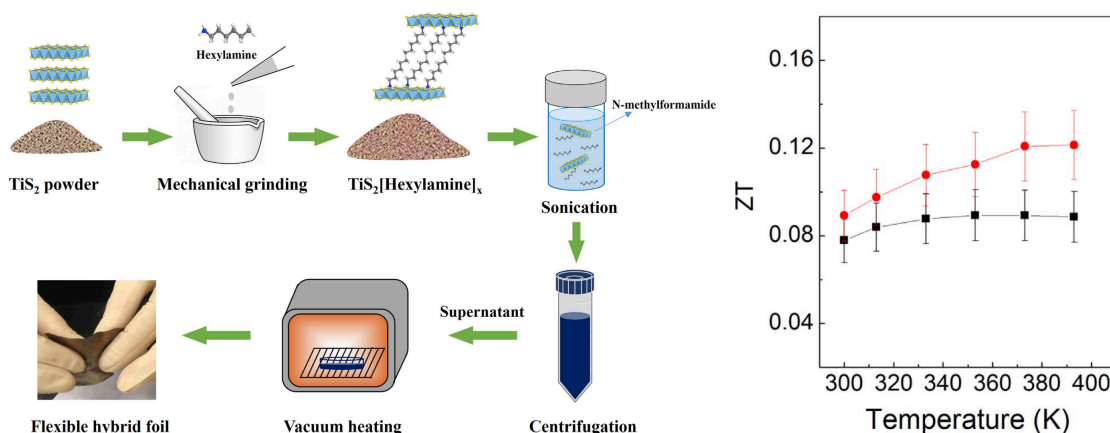 Hexylamine
N-methylformamide
TiS₂ powder
Mechanical grinding
TiS₂[Hexylamine]ₓ
Sonication
Supernatant
Flexible hybrid foil
Vacuum heating
Centrifugation
ZT
0.16
0.12
0.08
0.04
300 320 340 360 380 400
Temperature (K)